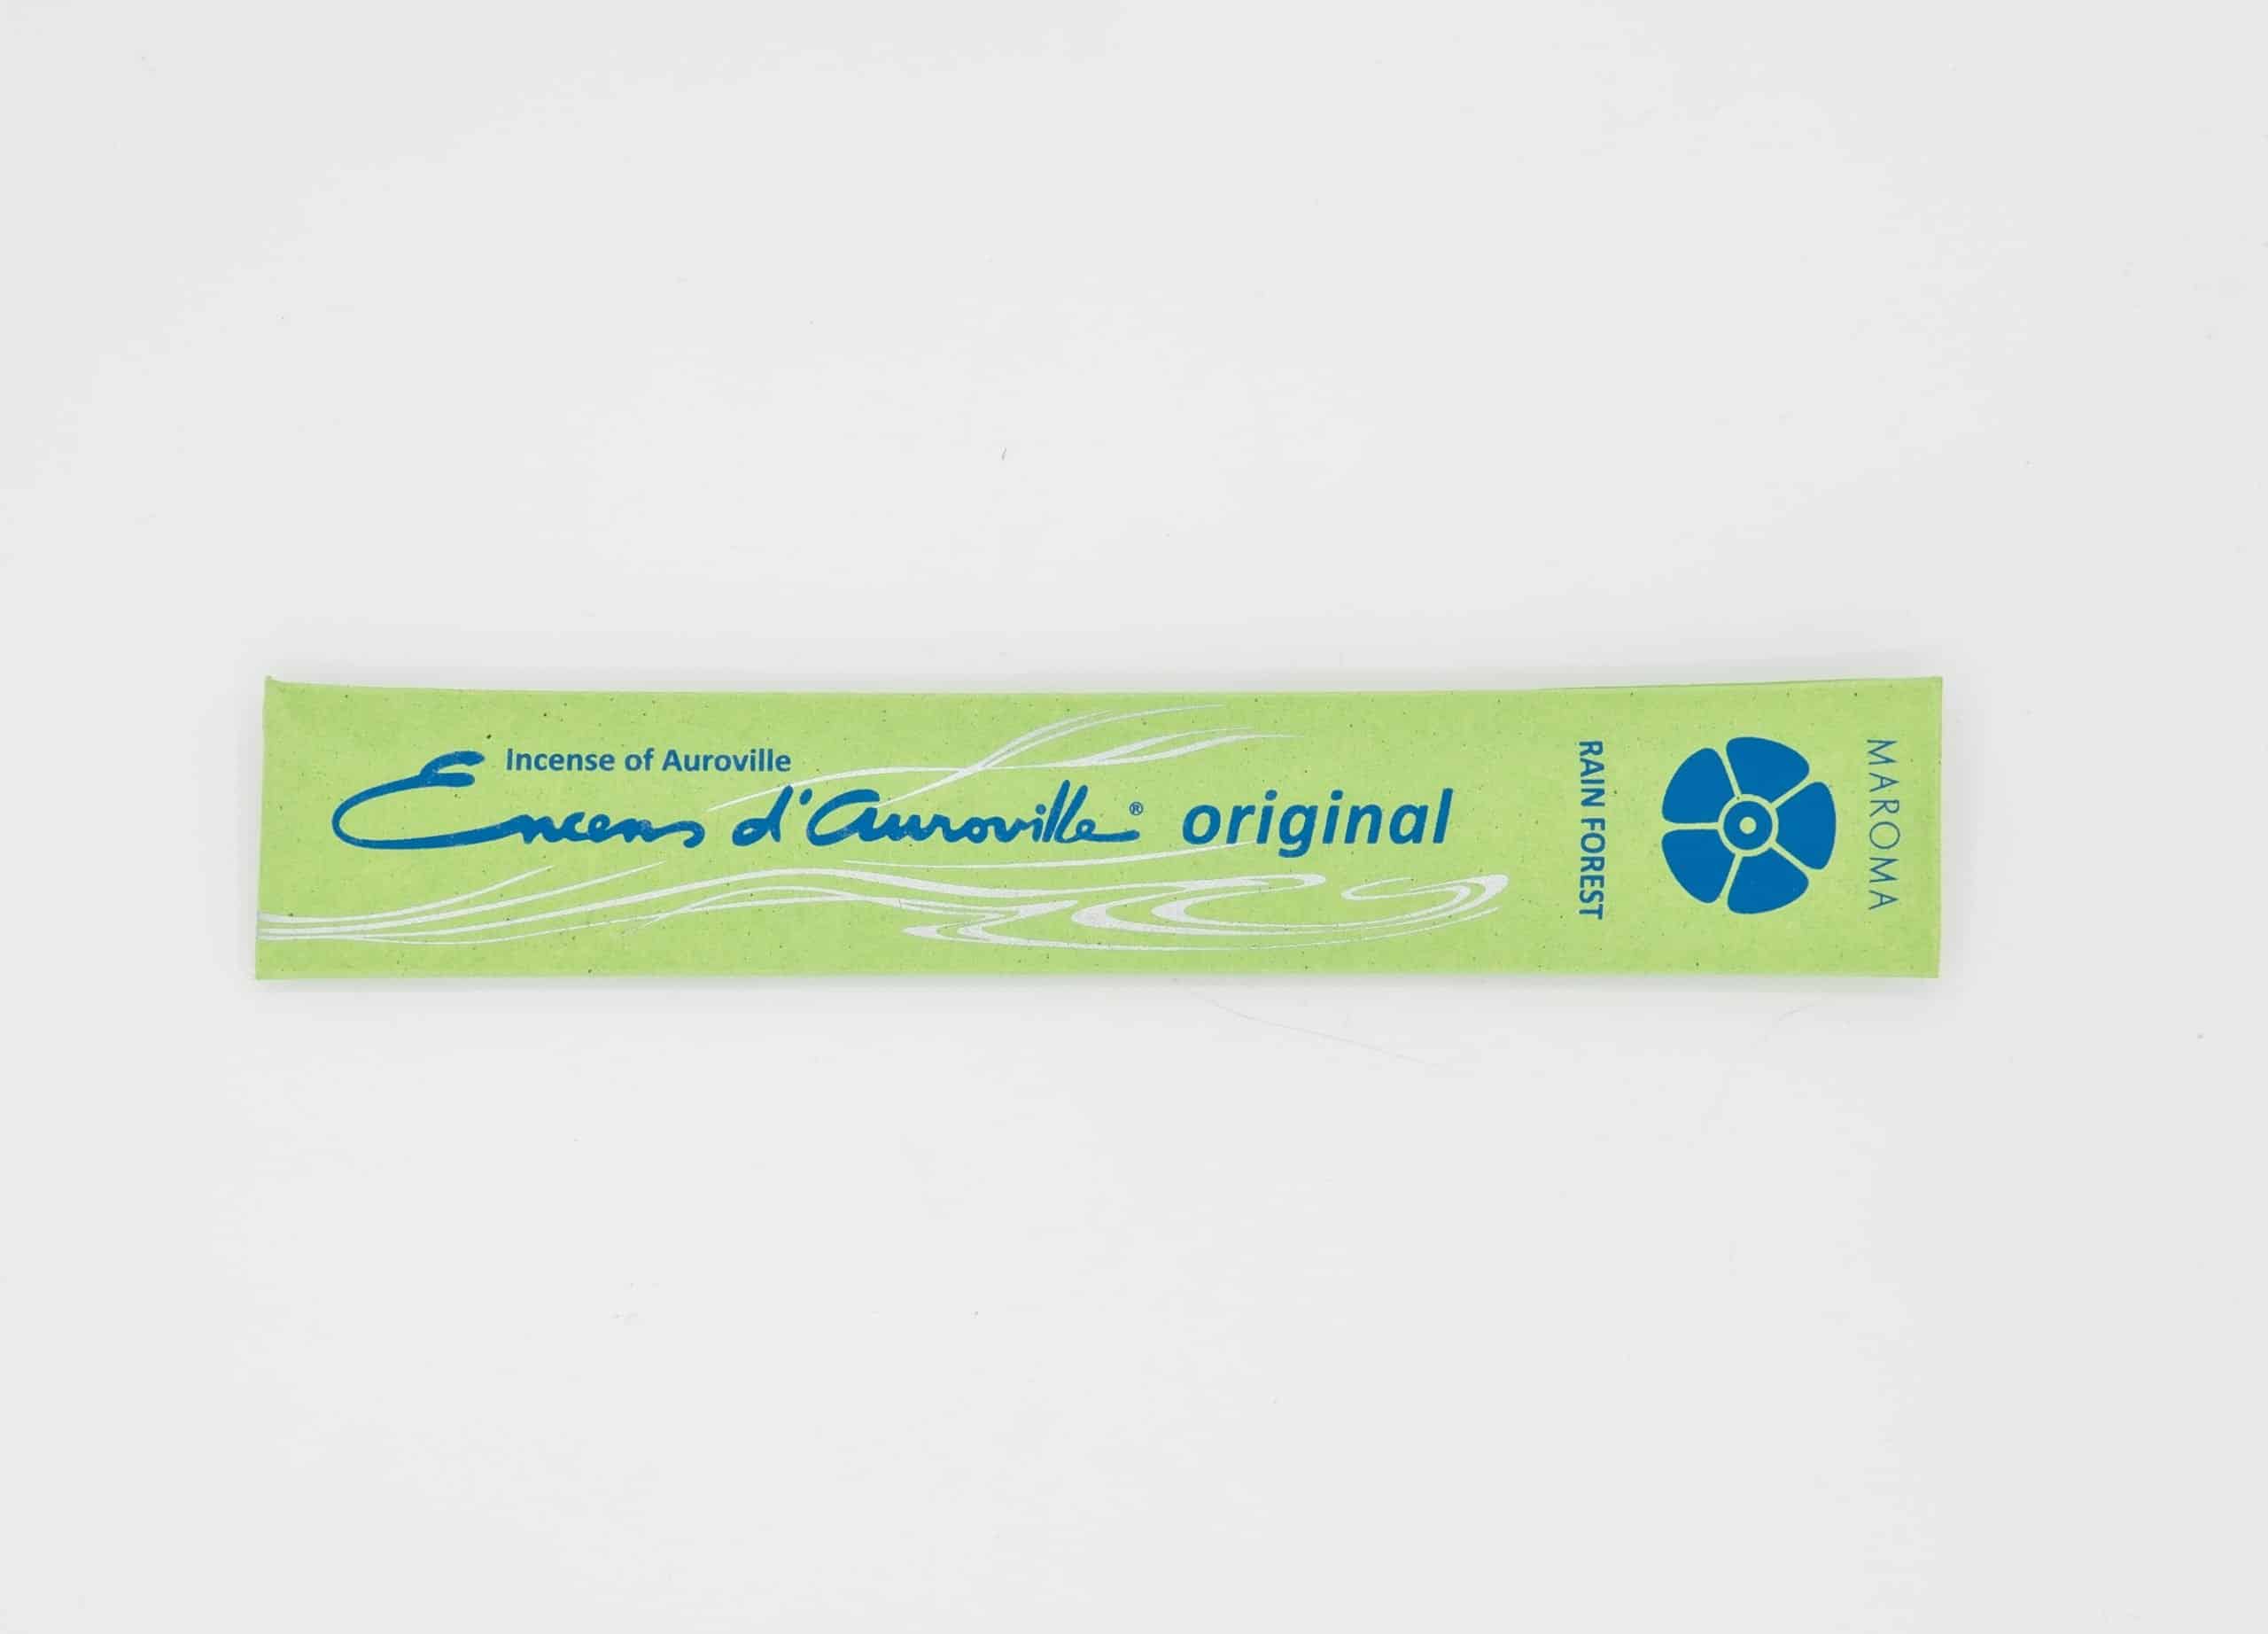 Incense of Auroville
Encens d'Auroville® original
RAIN FOREST
MAROMA